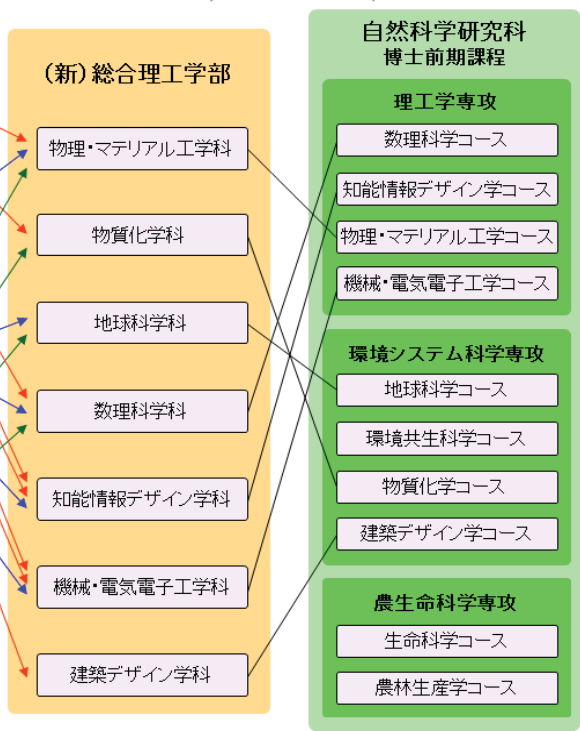 (新)総合理工学部
物理・マテリアル工学科
物質化学科
地球科学科
数理科学科
知能情報デザイン学科
機械・電気電子工学科
建築デザイン学科
自然科学研究科
博士前期課程
理工学専攻
数理科学コース
知能情報デザイン学コース
物理・マテリアル工学コース
機械・電気電子工学コース
環境システム科学専攻
地球科学コース
環境共生科学コース
物質化学コース
建築デザイン学コース
農生命科学専攻
生命科学コース
農林生産学コース